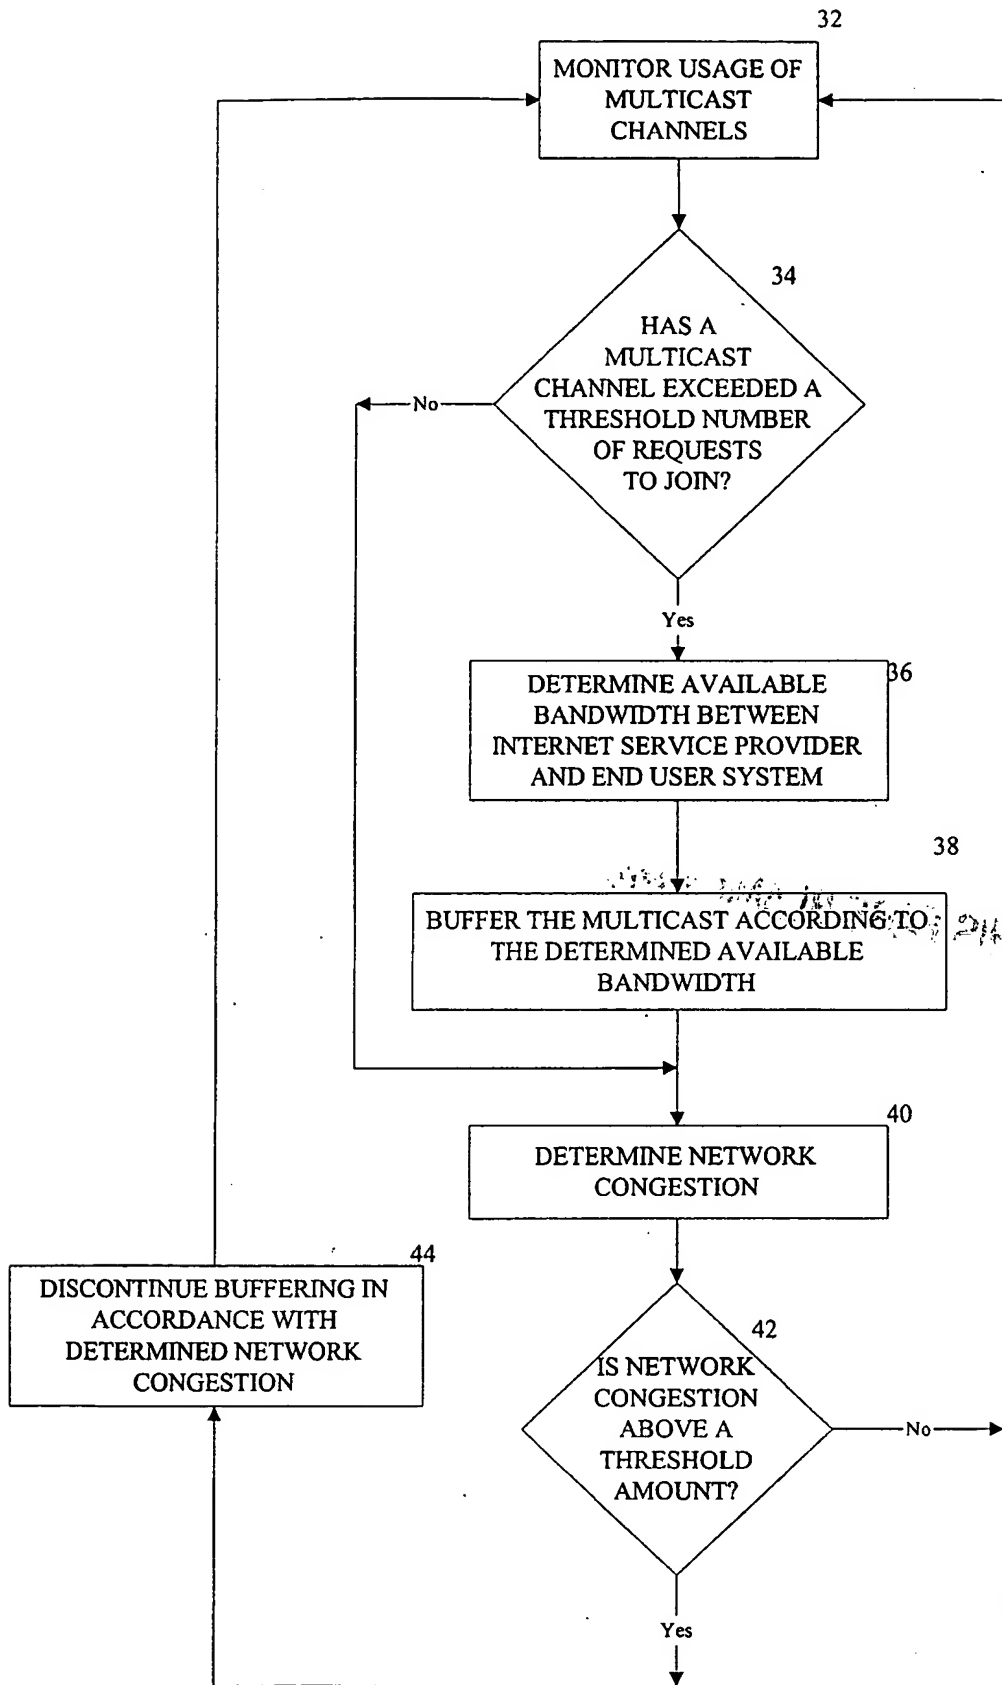 32
MONITOR USAGE OF
MULTICAST
CHANNELS
34
HAS A
MULTICAST
CHANNEL EXCEEDED A
THRESHOLD NUMBER
OF REQUESTS
TO JOIN?
No
Yes
36
DETERMINE AVAILABLE
BANDWIDTH BETWEEN
INTERNET SERVICE PROVIDER
AND END USER SYSTEM
38
BUFFER THE MULTICAST ACCORDING TO
THE DETERMINED AVAILABLE
BANDWIDTH
40
DETERMINE NETWORK
CONGESTION
44
DISCONTINUE BUFFERING IN
ACCORDANCE WITH
DETERMINED NETWORK
CONGESTION
42
IS NETWORK
CONGESTION
ABOVE A
THRESHOLD
AMOUNT?
No
Yes